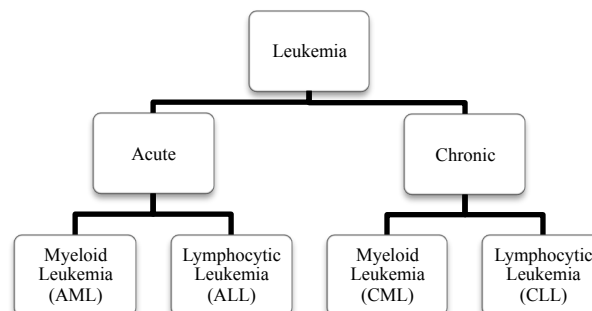 Leukemia
Acute
Chronic
Myeloid
Leukemia
(AML)
Lymphocytic
Leukemia
(ALL)
Myeloid
Leukemia
(CML)
Lymphocytic
Leukemia
(CLL)